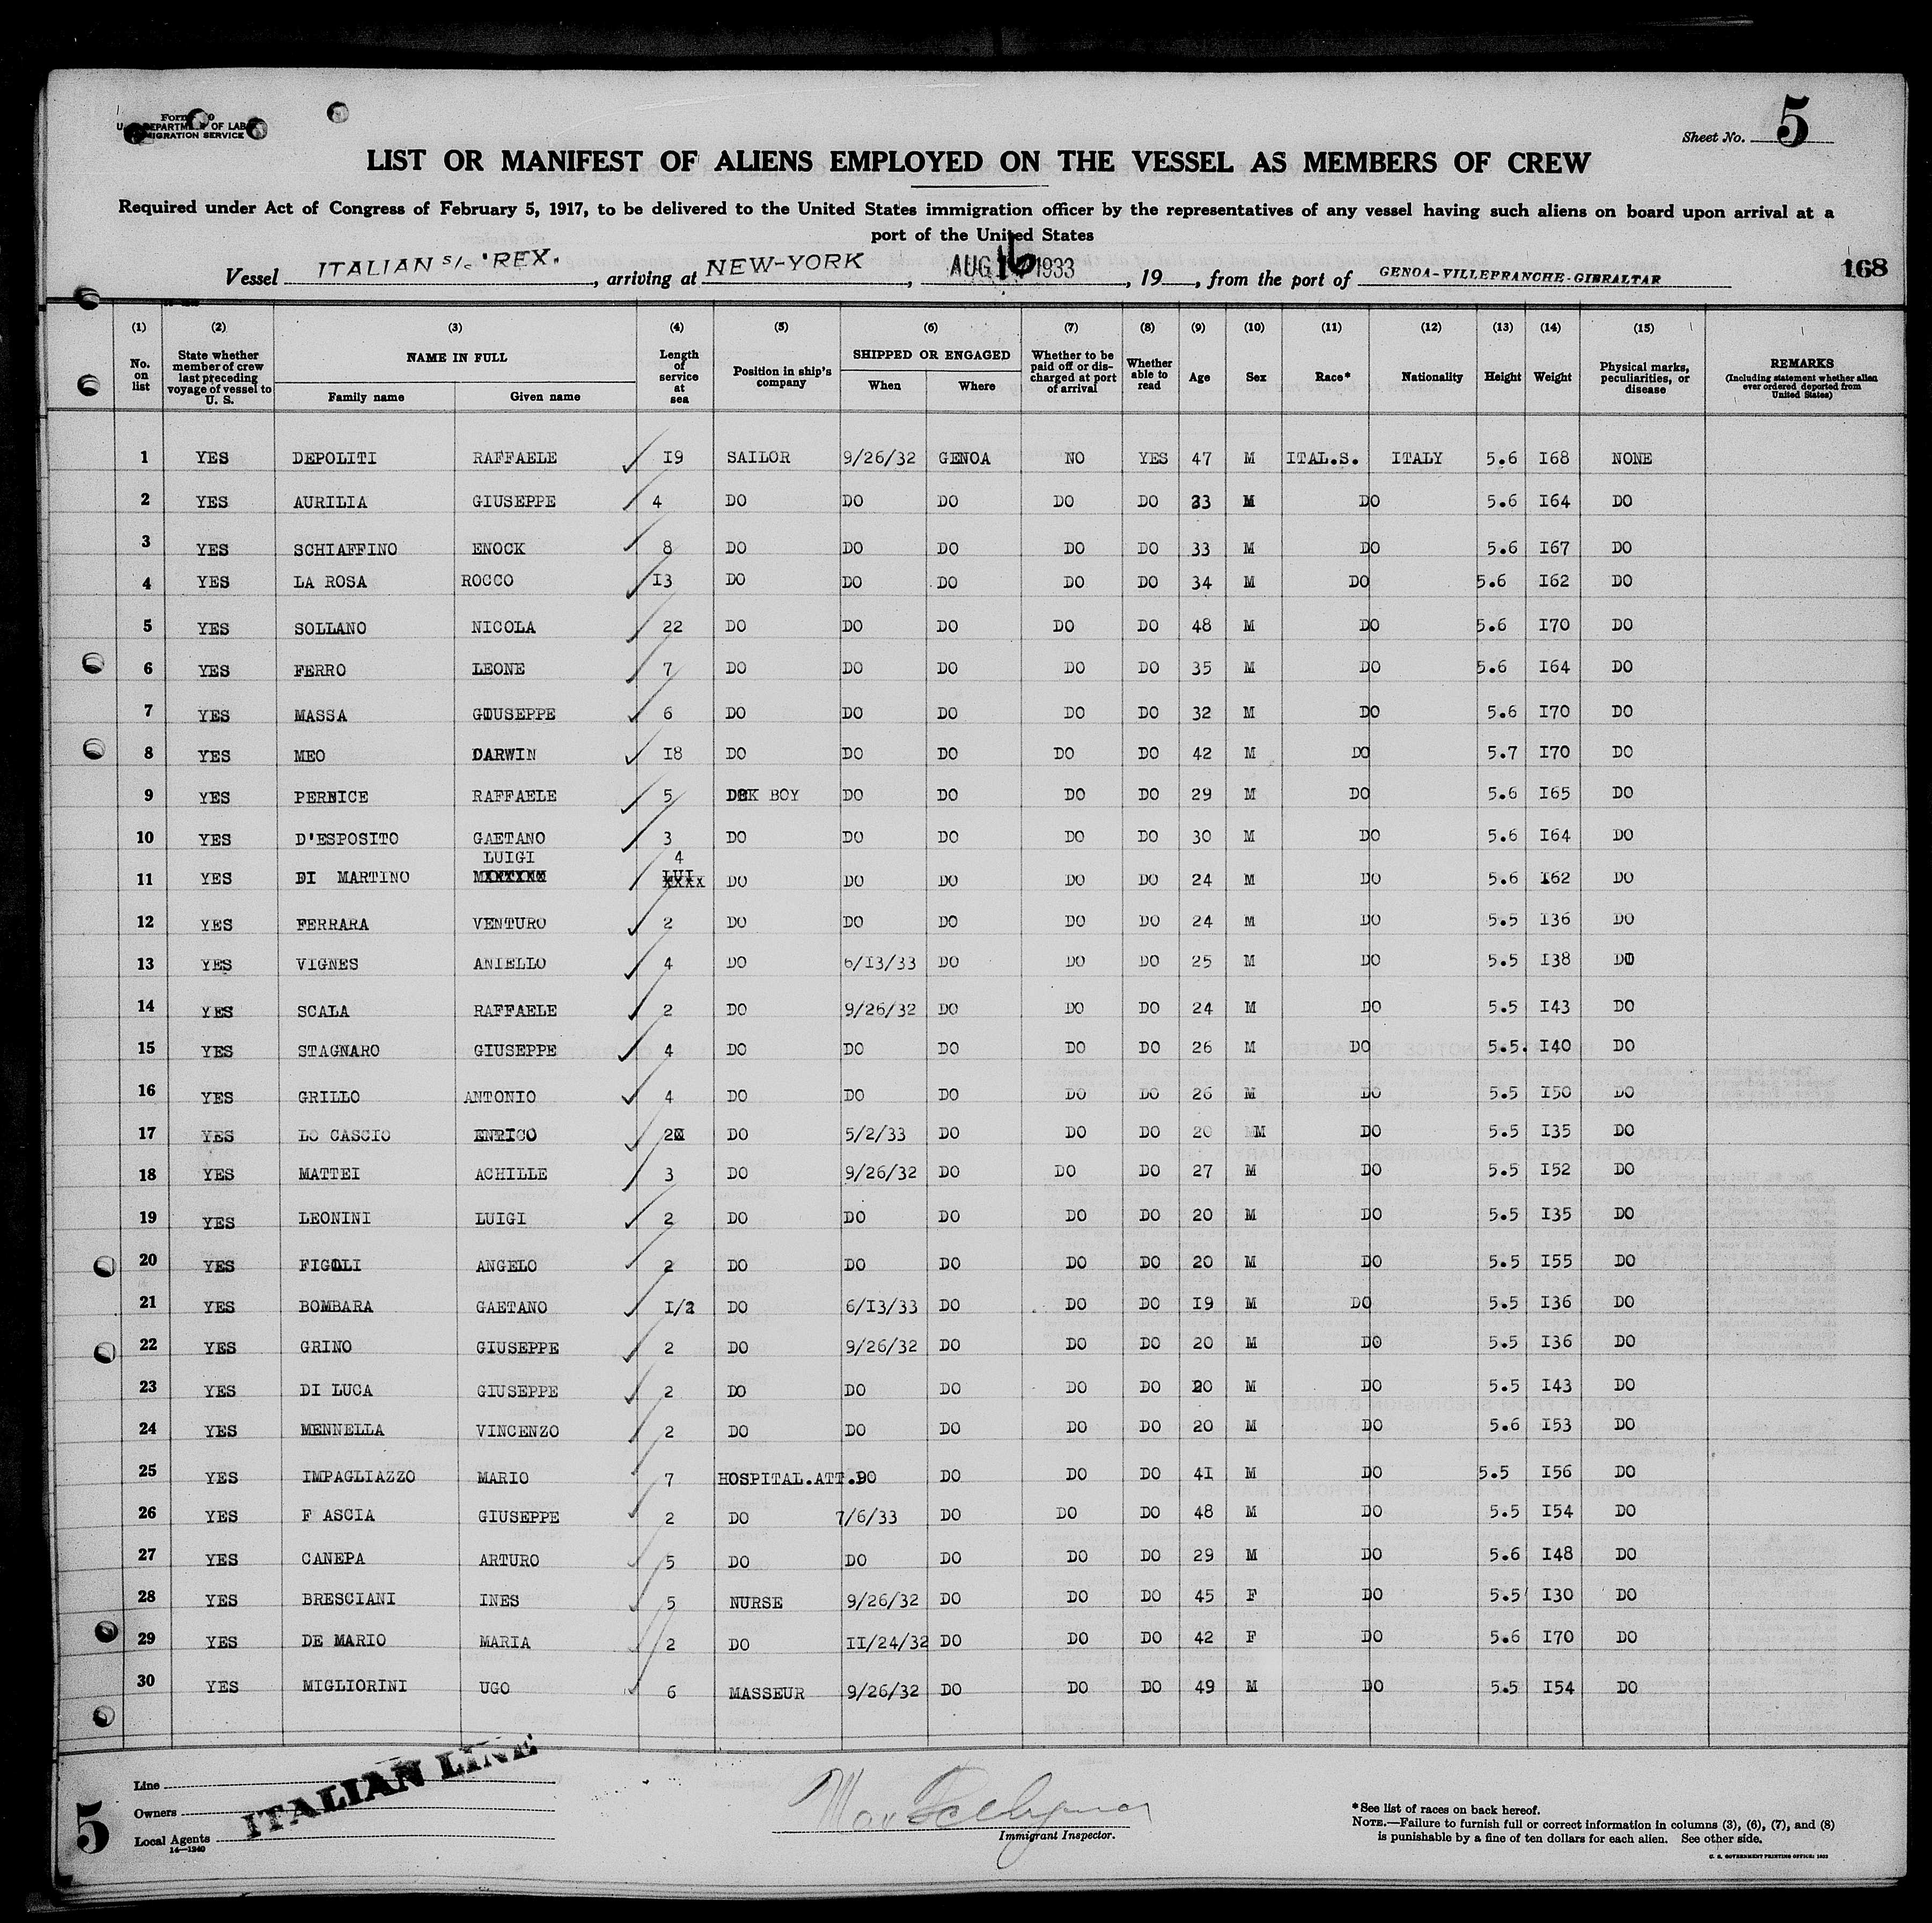 Form
U. S. DEPARTMENT OF LABOR
IMMIGRATION SERVICE
Sheet No. 5
LIST OR MANIFEST OF ALIENS EMPLOYED ON THE VESSEL AS MEMBERS OF CREW
Required under Act of Congress of February 5, 1917, to be delivered to the United States immigration officer by the representatives of any vessel having such aliens on board upon arrival at a
port of the United States
Vessel ITALIAN S/S "REX", arriving at NEW-YORK, AUG 16 1933, 19 , from the port of GENOA-VILLEFRANCHE-GIBRALTAR 168
(1) (2) (3) (4) (5) (6) (7) (8) (9) (10) (11) (12) (13) (14) (15)
No. on list State whether member of crew last preceding voyage of vessel to U. S. NAME IN FULL Family name Given name Length of service at sea Position in ship's company SHIPPED OR ENGAGED When Where Whether to be paid off or discharged at port of arrival Whether able to read Age Sex Race* Nationality Height Weight Physical marks, peculiarities, or disease REMARKS (Including statement whether alien ever ordered deported from United States)
1 YES DEPOLITI RAFFAELE 19 SAILOR 9/26/32 GENOA NO YES 47 M ITAL.S. ITALY 5.6 168 NONE
2 YES AURILIA GIUSEPPE 4 DO DO DO DO DO 33 M DO 5.6 164 DO
3 YES SCHIAFFINO ENOCK 8 DO DO DO DO DO 33 M DO 5.6 167 DO
4 YES LA ROSA ROCCO 13 DO DO DO DO DO 34 M DO 5.6 162 DO
5 YES SOLLANO NICOLA 22 DO DO DO DO DO 48 M DO 5.6 170 DO
6 YES FERRO LEONE 7 DO DO DO DO DO 35 M DO 5.6 164 DO
7 YES MASSA GIUSEPPE 6 DO DO DO DO DO 32 M DO 5.6 170 DO
8 YES MEO DARWIN 18 DO DO DO DO DO 42 M DO 5.7 170 DO
9 YES PERNICE RAFFAELE 5 DEK BOY DO DO DO DO 29 M DO 5.6 165 DO
10 YES D'ESPOSITO GAETANO 3 DO DO DO DO DO 30 M DO 5.6 164 DO
11 YES DI MARTINO LUIGI 4 DO DO DO DO DO 24 M DO 5.6 162 DO
12 YES FERRARA VENTURO 2 DO DO DO DO DO 24 M DO 5.5 136 DO
13 YES VIGNES ANIELLO 4 DO 6/13/33 DO DO DO 25 M DO 5.5 138 DO
14 YES SCALA RAFFAELE 2 DO 9/26/32 DO DO DO 24 M DO 5.5 143 DO
15 YES STAGNARO GIUSEPPE 4 DO DO DO DO DO 26 M DO 5.5. 140 DO
16 YES GRILLO ANTONIO 4 DO DO DO DO DO 26 M DO 5.5 150 DO
17 YES LO CASCIO ENRICO 2 DO 5/2/33 DO DO DO 20 M DO 5.5 135 DO
18 YES MATTEI ACHILLE 3 DO 9/26/32 DO DO DO 27 M DO 5.5 152 DO
19 YES LEONINI LUIGI 2 DO DO DO DO DO 20 M DO 5.5 135 DO
20 YES FIGOLI ANGELO 2 DO DO DO DO DO 20 M DO 5.5 155 DO
21 YES BOMBARA GAETANO 1/2 DO 6/13/33 DO DO DO 19 M DO 5.5 136 DO
22 YES GRINO GIUSEPPE 2 DO 9/26/32 DO DO DO 20 M DO 5.5 136 DO
23 YES DI LUCA GIUSEPPE 2 DO DO DO DO DO 20 M DO 5.5 143 DO
24 YES MENNELLA VINCENZO 2 DO DO DO DO DO 20 M DO 5.6 153 DO
25 YES IMPAGLIAZZO MARIO 7 HOSPITAL.ATT. DO DO DO DO 41 M DO 5.5 156 DO
26 YES F ASCIA GIUSEPPE 2 DO 7/6/33 DO DO DO 48 M DO 5.5 154 DO
27 YES CANEPA ARTURO 5 DO DO DO DO DO 29 M DO 5.6 148 DO
28 YES BRESCIANI INES 5 NURSE 9/26/32 DO DO DO 45 F DO 5.5 130 DO
29 YES DE MARIO MARIA 2 DO 11/24/32 DO DO DO 42 F DO 5.6 170 DO
30 YES MIGLIORINI UGO 6 MASSEUR 9/26/32 DO DO DO 49 M DO 5.5 154 DO
Line
Owners
Local Agents
14—1240
ITALIAN LINE
5
Immigrant Inspector.
*See list of races on back hereof.
NOTE.—Failure to furnish full or correct information in columns (3), (6), (7), and (8)
is punishable by a fine of ten dollars for each alien. See other side.
U. S. GOVERNMENT PRINTING OFFICE: